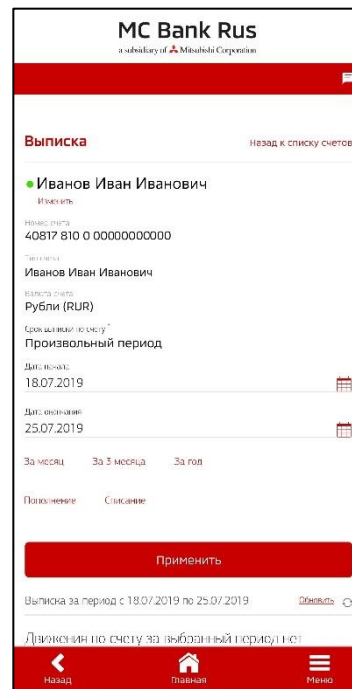 MC Bank Rus
a subsidiary of Mitsubishi Corporation
Выписка
Назад к списку счетов
Иванов Иван Иванович
Изменить
Номер счета
40817 810 0 00000000000
Тип счета
Иванов Иван Иванович
Валюта счета
Рубли (RUR)
Срок выписки по счету *
Произвольный период
Дата начала
18.07.2019
Дата окончания
25.07.2019
За месяц За 3 месяца За год
Пополнение Списание
Применить
Выписка за период с 18.07.2019 по 25.07.2019 Обновить
Движения по счету за выбранный период нет
Назад Главная Меню